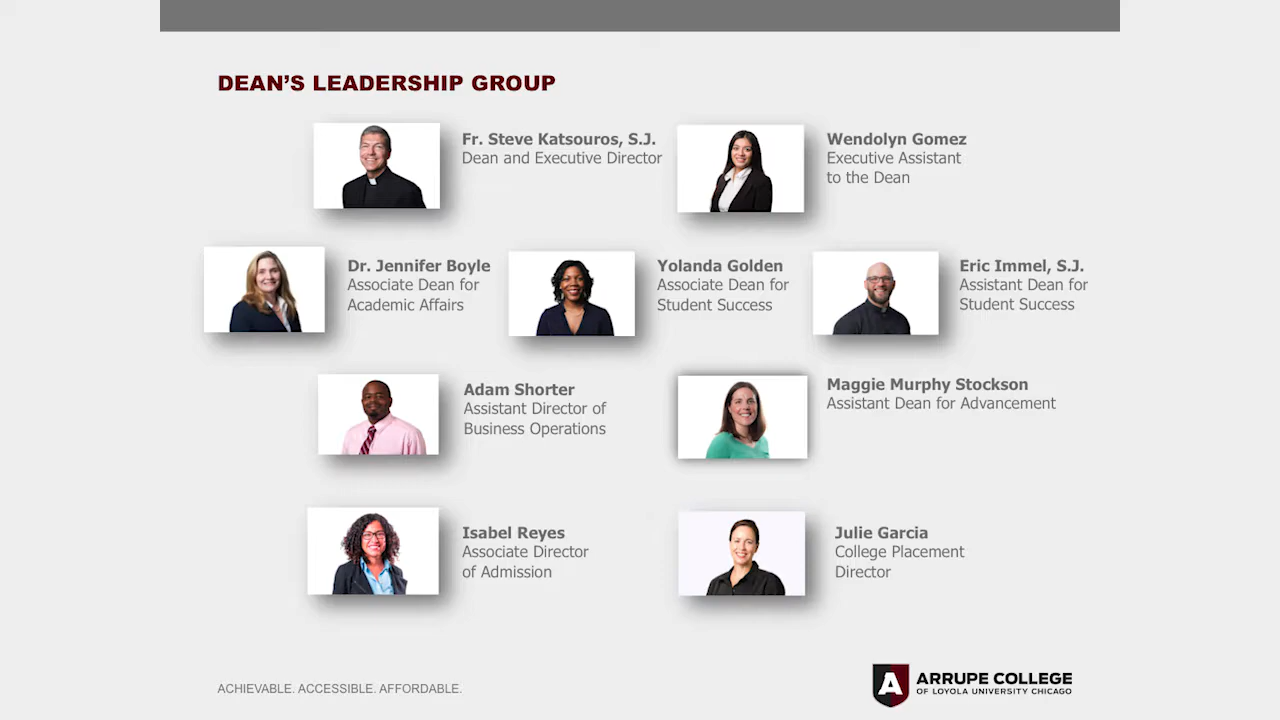 DEAN'S LEADERSHIP GROUP
Fr. Steve Katsouros, S.J.
Dean and Executive Director
Wendolyn Gomez
Executive Assistant
to the Dean
Dr. Jennifer Boyle
Associate Dean for
Academic Affairs
Yolanda Golden
Associate Dean for
Student Success
Eric Immel, S.J.
Assistant Dean for
Student Success
Adam Shorter
Assistant Director of
Business Operations
Maggie Murphy Stockson
Assistant Dean for Advancement
Isabel Reyes
Associate Director
of Admission
Julie Garcia
College Placement
Director
ACHIEVABLE. ACCESSIBLE. AFFORDABLE.
A
ARRUPE COLLEGE
OF LOYOLA UNIVERSITY CHICAGO